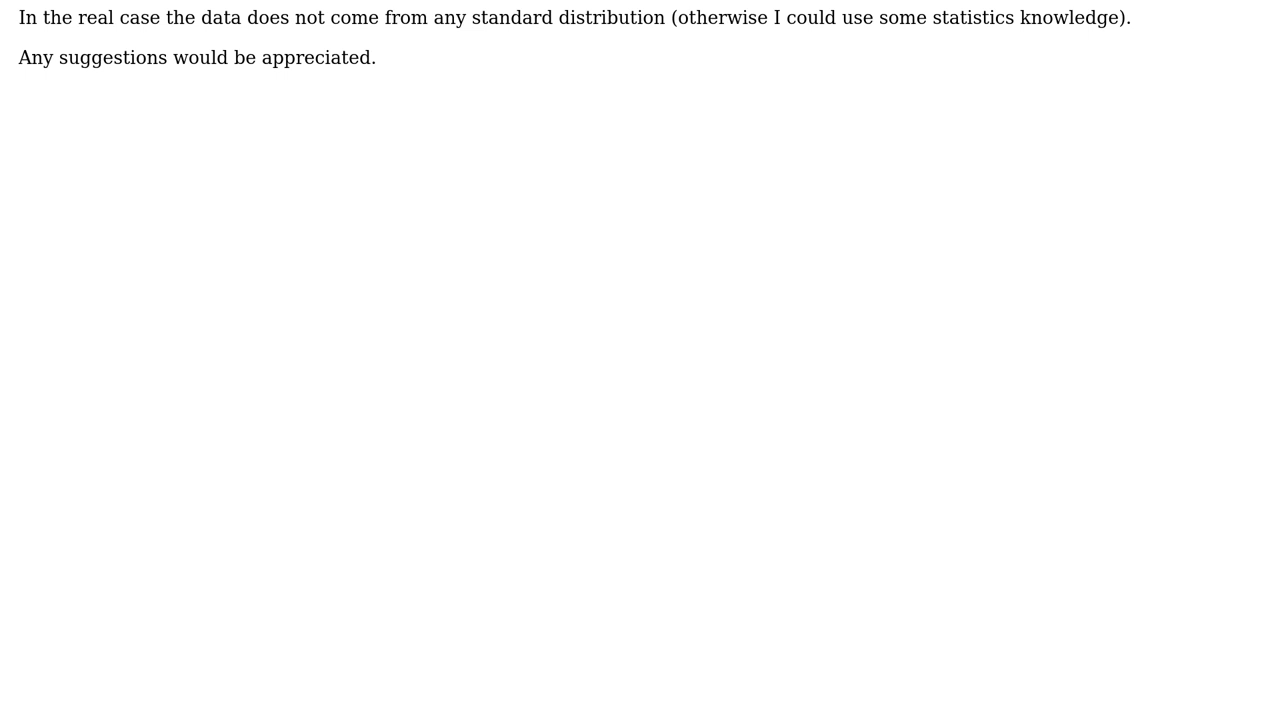 In the real case the data does not come from any standard distribution (otherwise I could use some statistics knowledge).
Any suggestions would be appreciated.